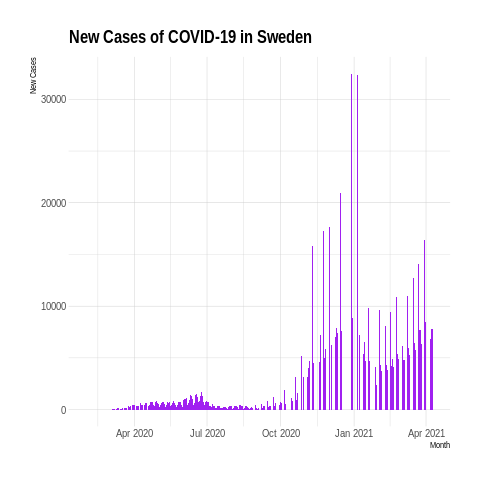 New Cases of COVID-19 in Sweden
New Cases
30000
20000
10000
0
Apr 2020 Jul 2020 Oct 2020 Jan 2021 Apr 2021
Month